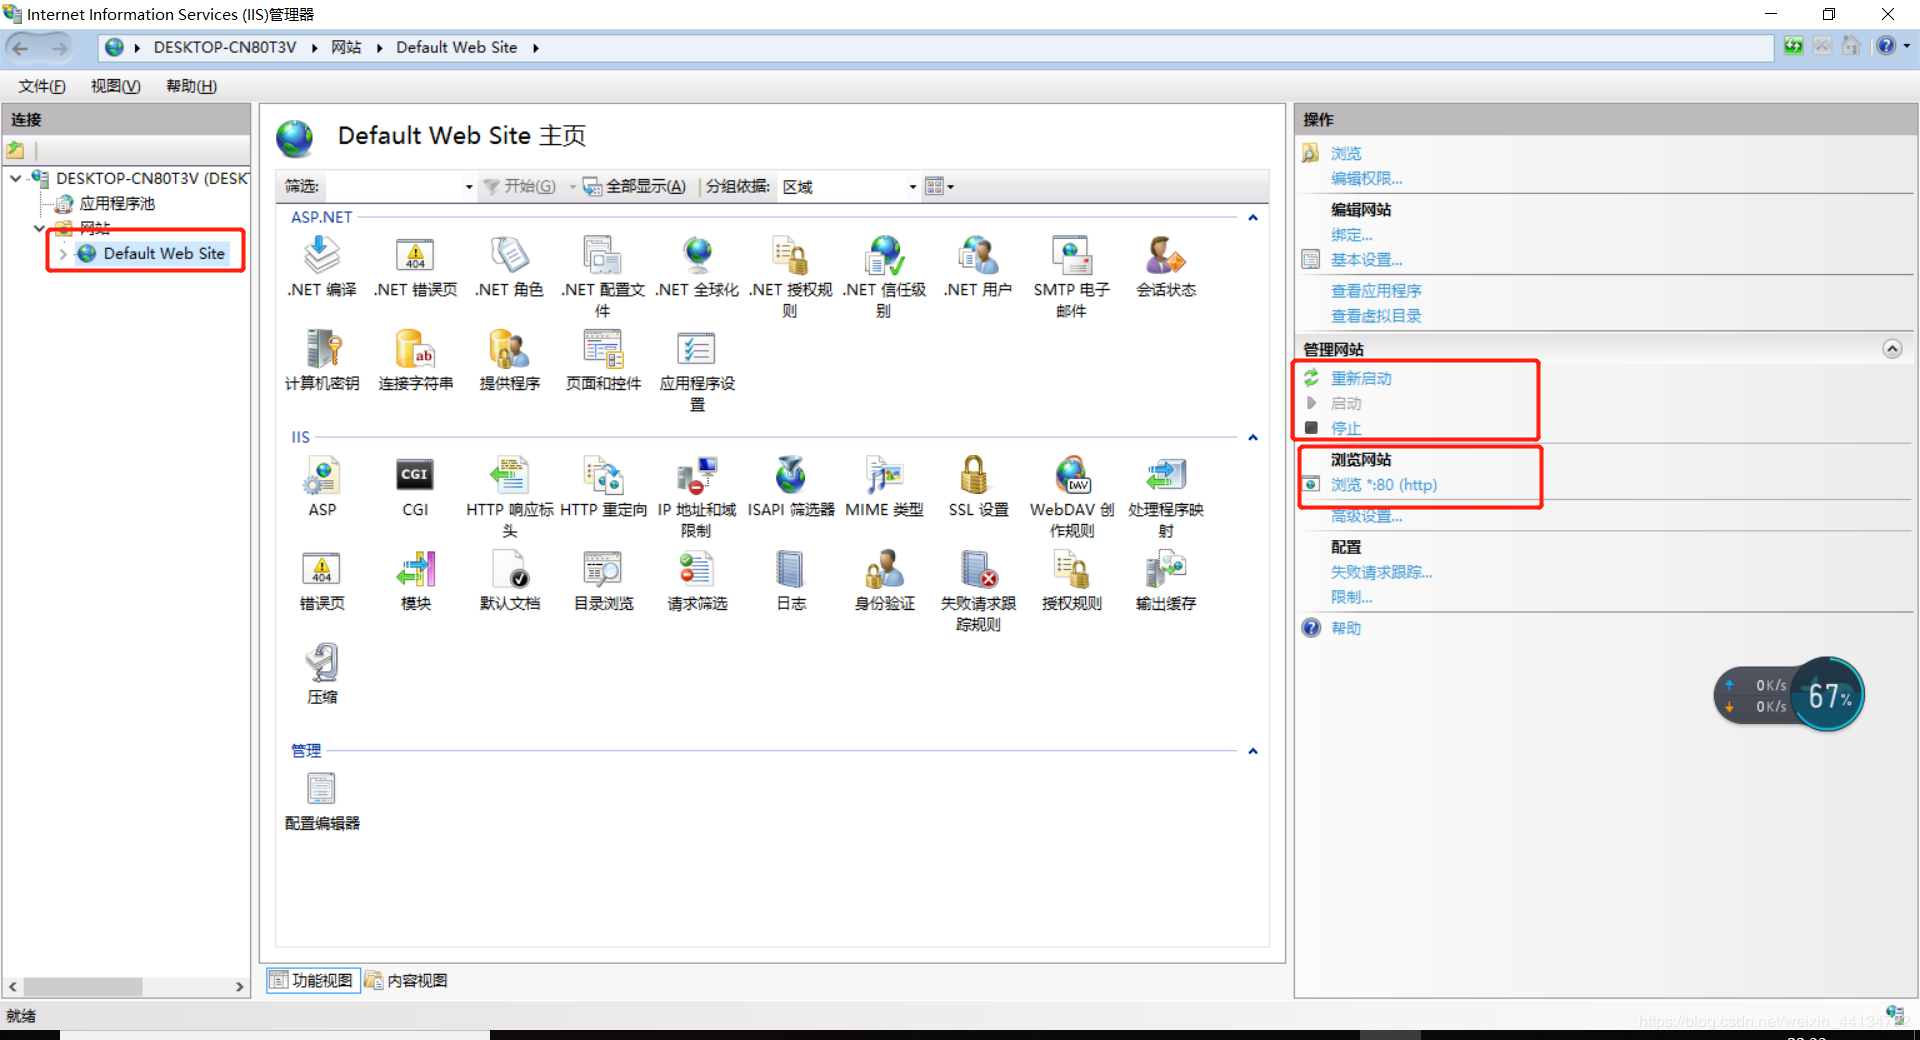 Internet Information Services (IIS)管理器
DESKTOP-CN80T3V
网站
Default Web Site
文件(F)
视图(V)
帮助(H)
连接
DESKTOP-CN80T3V (DESK
应用程序池
网站
Default Web Site
Default Web Site 主页
筛选:
开始(G)
全部显示(A)
分组依据:
区域
ASP.NET
.NET 编译
.NET 错误页
.NET 角色
.NET 配置文件
.NET 全球化
.NET 授权规则
.NET 信任级别
.NET 用户
SMTP 电子邮件
会话状态
计算机密钥
连接字符串
提供程序
页面和控件
应用程序设置
IIS
ASP
CGI
HTTP 响应标头
HTTP 重定向
IP 地址和域限制
ISAPI 筛选器
MIME 类型
SSL 设置
WebDAV 创作规则
处理程序映射
错误页
模块
默认文档
目录浏览
请求筛选
日志
身份验证
失败请求跟踪规则
授权规则
输出缓存
压缩
管理
配置编辑器
功能视图
内容视图
操作
浏览
编辑权限...
编辑网站
绑定...
基本设置...
查看应用程序
查看虚拟目录
管理网站
重新启动
启动
停止
浏览网站
浏览 *:80 (http)
高级设置...
配置
失败请求跟踪...
限制...
帮助
0K/s
0K/s
67%
就绪